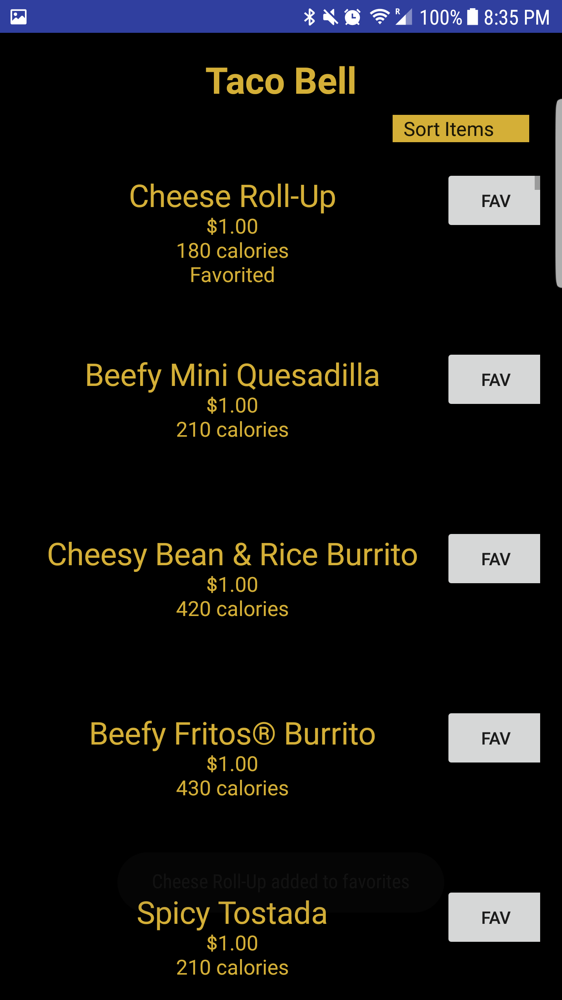 R 100% 8:35 PM
Taco Bell
Sort Items
Cheese Roll-Up
FAV
$1.00
180 calories
Favorited
Beefy Mini Quesadilla
FAV
$1.00
210 calories
Cheesy Bean & Rice Burrito
FAV
$1.00
420 calories
Beefy Fritos® Burrito
FAV
$1.00
430 calories
Cheese Roll-Up added to favorites
Spicy Tostada
FAV
$1.00
210 calories